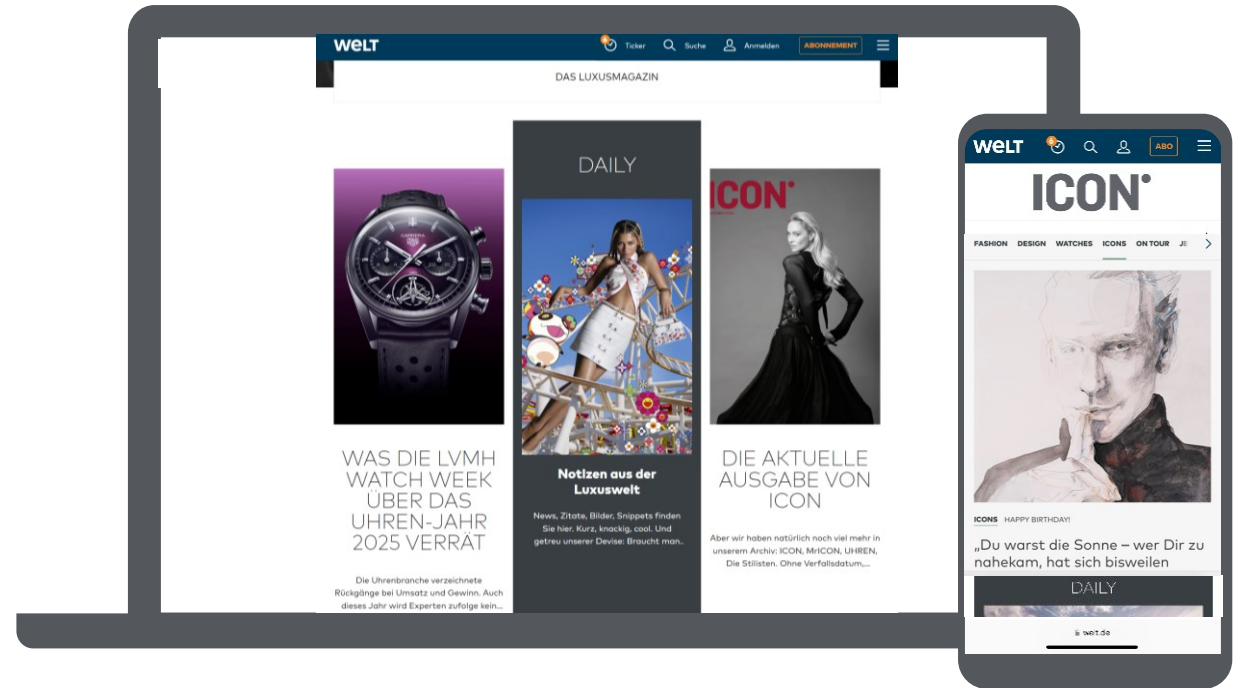 WELT
6 Ticker Suche Anmelden ABONNEMENT
DAS LUXUSMAGAZIN
CARRERA
WAS DIE LVMH
WATCH WEEK
ÜBER DAS
UHREN-JAHR
2025 VERRÄT
Die Uhrenbranche verzeichnete
Rückgänge bei Umsatz und Gewinn. Auch
dieses Jahr wird Experten zufolge kein...
DAILY
Notizen aus der
Luxuswelt
News, Zitate, Bilder, Snippets finden
Sie hier. Kurz, knackig, cool. Und
getreu unserer Devise: Braucht man..
ICON
DIE AKTUELLE
AUSGABE VON
ICON
Aber wir haben natürlich noch viel mehr in
unserem Archiv: ICON, MrICON, UHREN,
Die Stilisten. Ohne Verfallsdatum,...
WELT 6 ABO
ICON
FASHION DESIGN WATCHES ICONS ON TOUR JE
ICONS HAPPY BIRTHDAY!
„Du warst die Sonne – wer Dir zu
nahekam, hat sich bisweilen
DAILY
welt.de